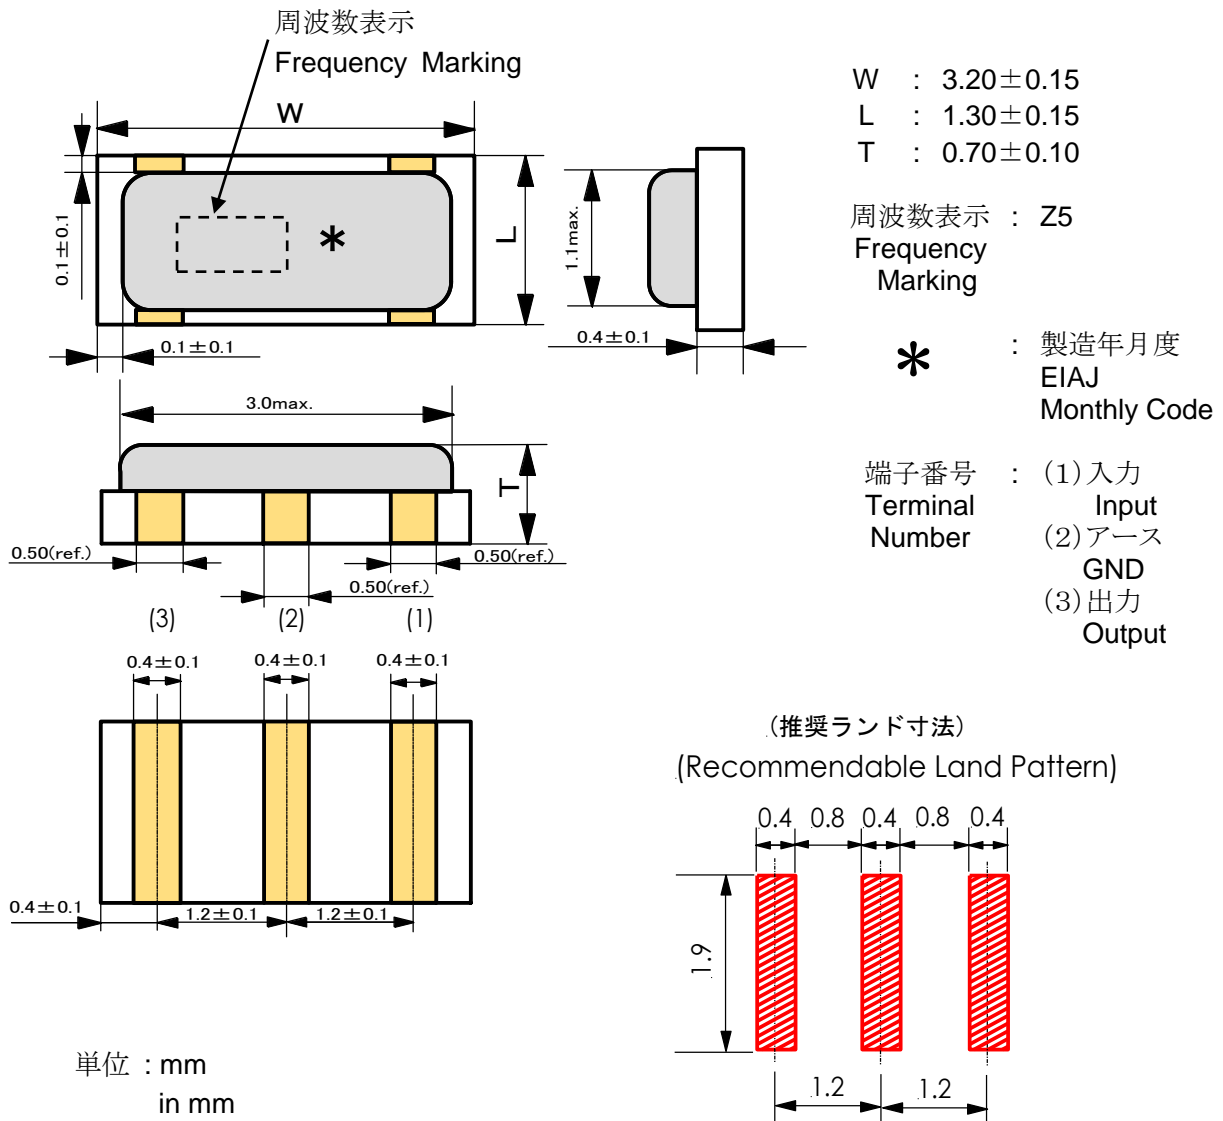 周波数表示
Frequency Marking
W
0.1±0.1
L
0.1±0.1
1.1max.
0.4±0.1
3.0max.
T
0.50(ref.)
0.50(ref.)
0.50(ref.)
(3) (2) (1)
0.4±0.1 0.4±0.1 0.4±0.1
0.4±0.1 1.2±0.1 1.2±0.1
単位 : mm
in mm
W : 3.20±0.15
L : 1.30±0.15
T : 0.70±0.10
周波数表示 : Z5
Frequency
Marking
* : 製造年月度
EIAJ
Monthly Code
端子番号 : (1)入力
Terminal Input
Number (2)アース
GND
(3)出力
Output
(推奨ランド寸法)
(Recommendable Land Pattern)
0.4 0.8 0.4 0.8 0.4
1.9
1.2 1.2